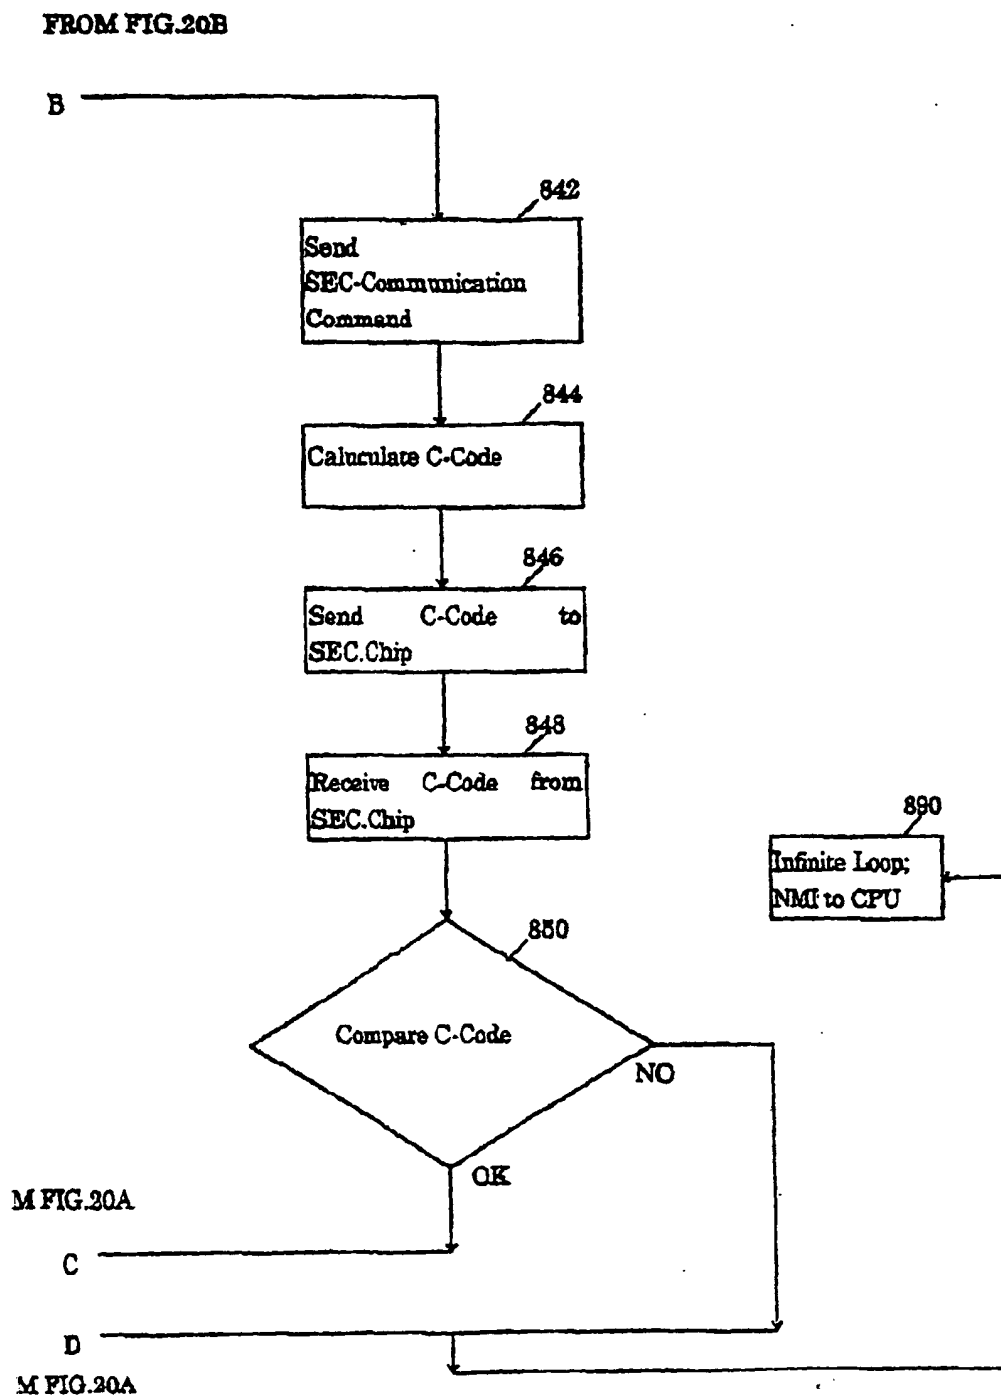 FROM FIG.20B
B
842
Send
SEC-Communication
Command
844
Caluculate C-Code
846
Send C-Code to
SEC.Chip
848
Receive C-Code from
SEC.Chip
890
Infinite Loop;
NMI to CPU
850
Compare C-Code
NO
OK
M FIG.20A
C
D
M FIG.20A